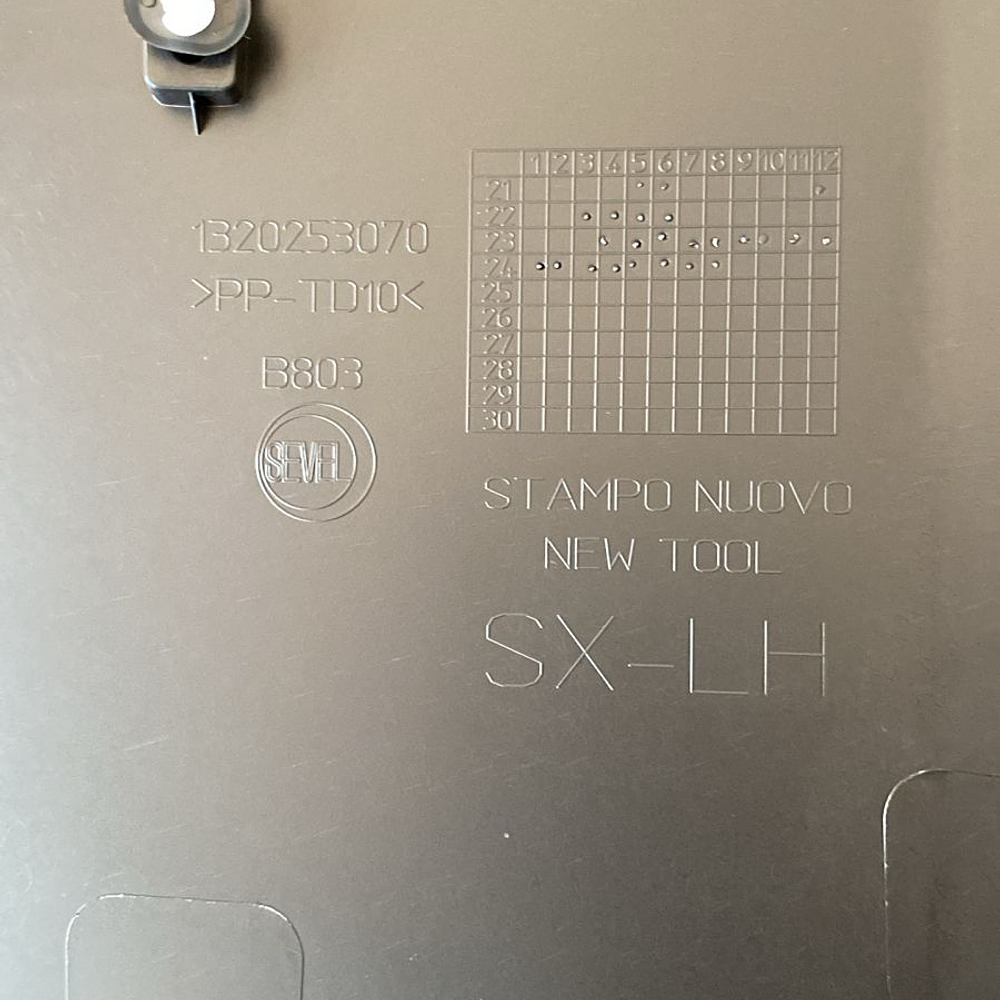 1320253070
>PP-TD10<
B803
SEVEL
1 2 3 4 5 6 7 8 9 10 11 12
21
22
23
24
25
26
27
28
29
30
STAMPO NUOVO
NEW TOOL
SX-LH